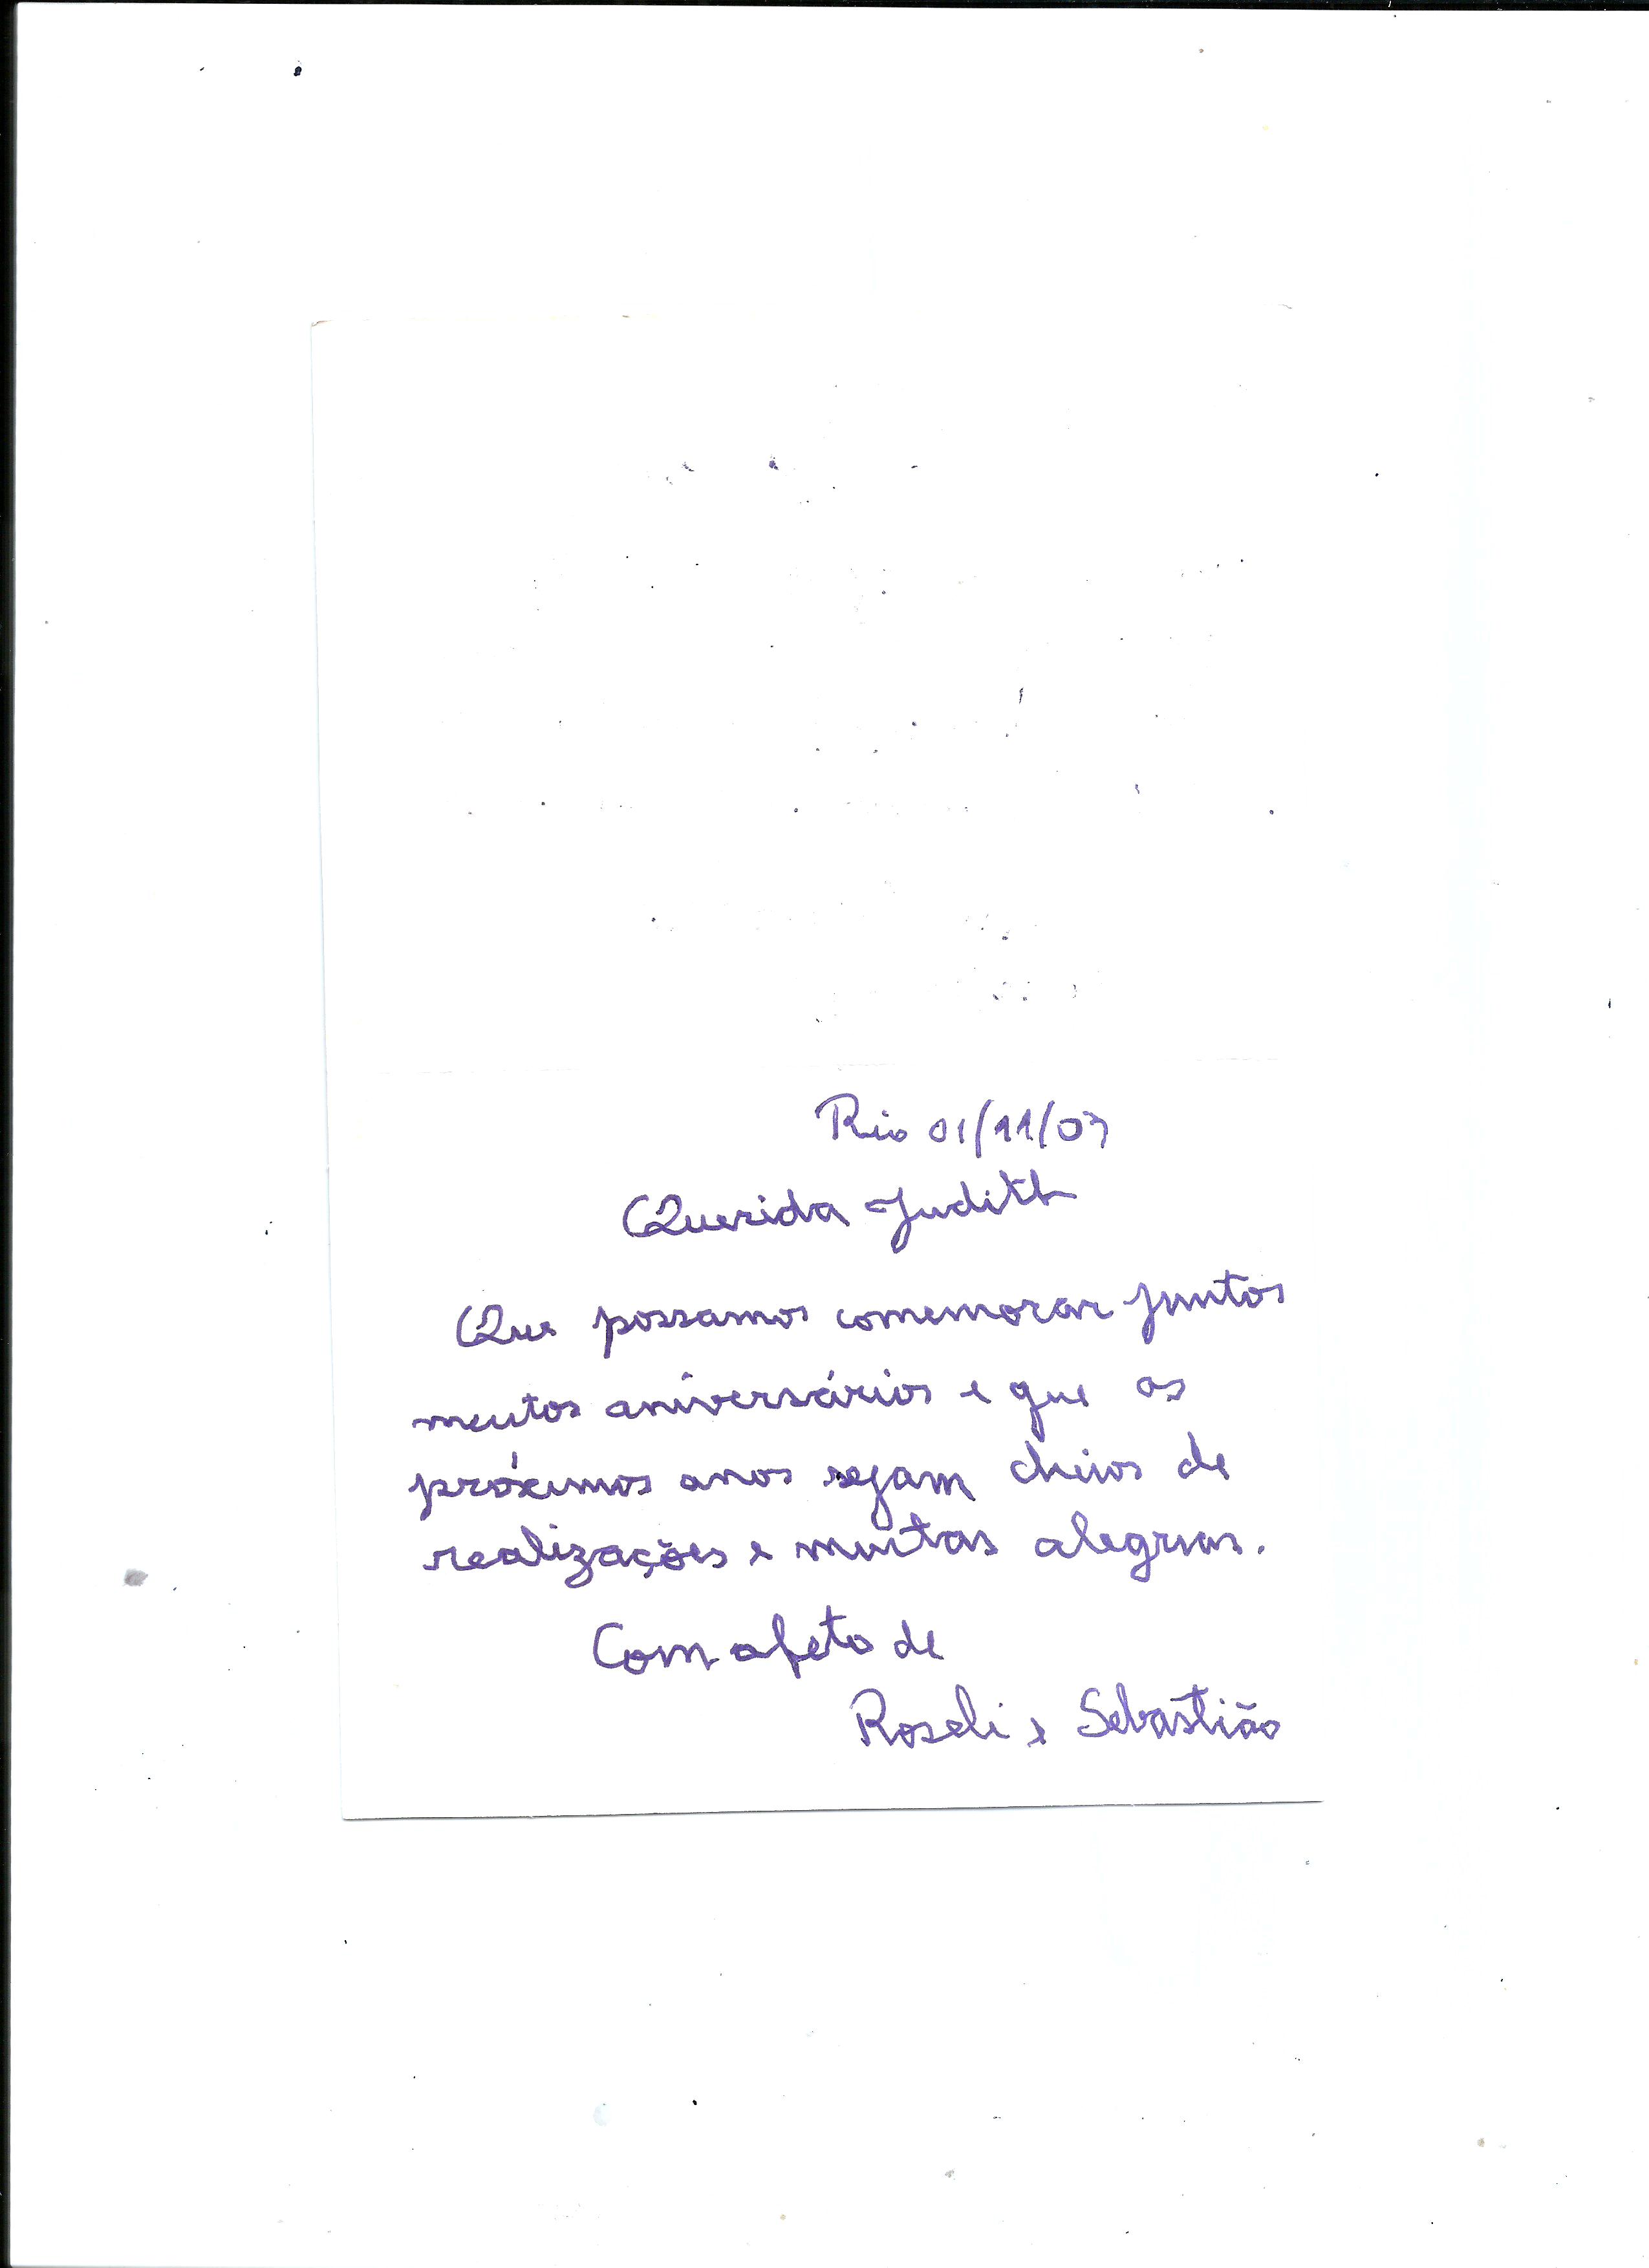 Rio 01/11/07
Querida Judith
Que possamos comemorar juntos
muitos aniversários e que os
próximos anos sejam cheios de
realizações e muitas alegrias.
Com afeto de
Roseli e Sebastião